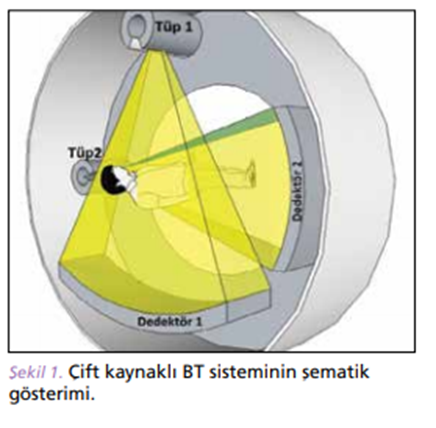 Tüp 1
Tüp2
Dedektör 2
Dedektör 1
Şekil 1. Çift kaynaklı BT sisteminin şematik
gösterimi.